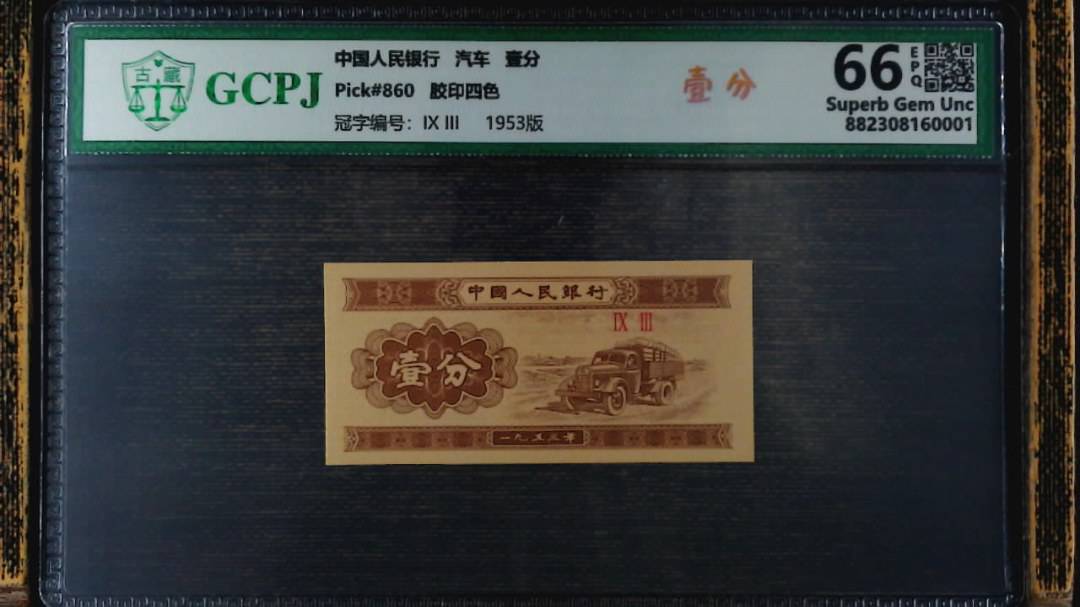 古藏
GCPJ
中国人民银行 汽车 壹分
Pick#860 胶印四色
冠字编号：IX III 1953版
壹分
66
EPQ
Superb Gem Unc
882308160001
中國人民銀行
IX III
壹分
一九五三年